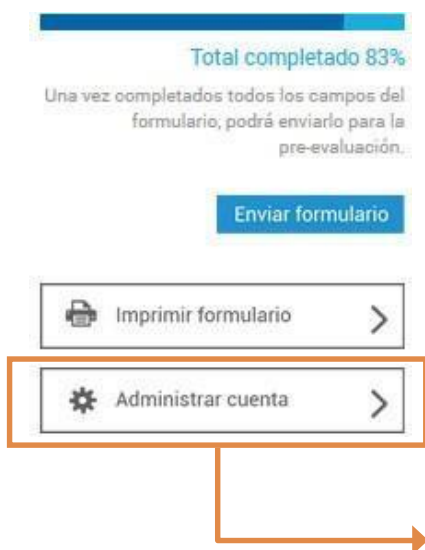 Total completado 83%
Una vez completados todos los campos del
formulario, podrá enviarlo para la
pre-evaluación.
Enviar formulario
Imprimir formulario
Administrar cuenta